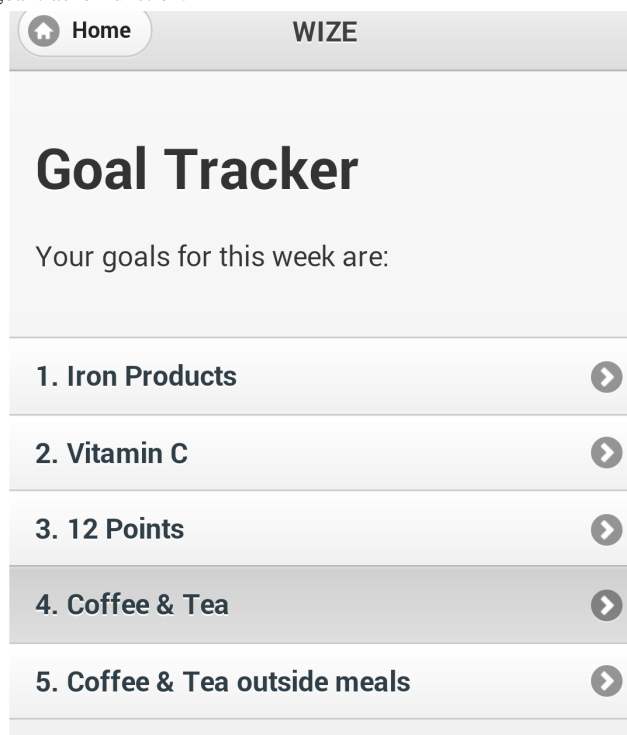 Home
WIZE
Goal Tracker
Your goals for this week are:
1. Iron Products
2. Vitamin C
3. 12 Points
4. Coffee & Tea
5. Coffee & Tea outside meals